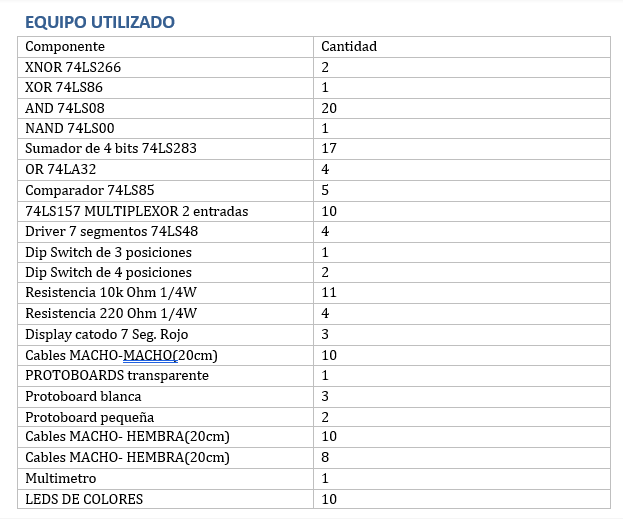 EQUIPO UTILIZADO
Componente Cantidad
XNOR 74LS266 2
XOR 74LS86 1
AND 74LS08 20
NAND 74LS00 1
Sumador de 4 bits 74LS283 17
OR 74LA32 4
Comparador 74LS85 5
74LS157 MULTIPLEXOR 2 entradas 10
Driver 7 segmentos 74LS48 4
Dip Switch de 3 posiciones 1
Dip Switch de 4 posiciones 2
Resistencia 10k Ohm 1/4W 11
Resistencia 220 Ohm 1/4W 4
Display catodo 7 Seg. Rojo 3
Cables MACHO-MACHO(20cm) 10
PROTOBOARDS transparente 1
Protoboard blanca 3
Protoboard pequeña 2
Cables MACHO- HEMBRA(20cm) 10
Cables MACHO- HEMBRA(20cm) 8
Multimetro 1
LEDS DE COLORES 10